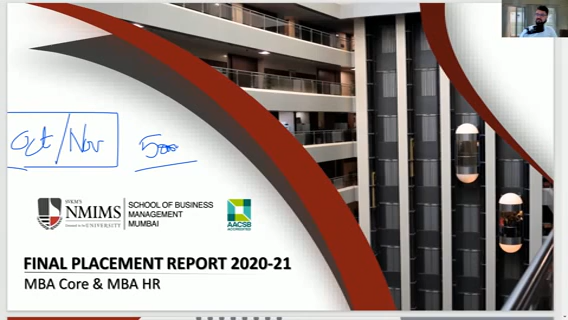 Oct/Nov
500
SVKM'S
NMIMS
Deemed to be UNIVERSITY
SCHOOL OF BUSINESS
MANAGEMENT
MUMBAI
AACSB
ACCREDITED
FINAL PLACEMENT REPORT 2020-21
MBA Core & MBA HR